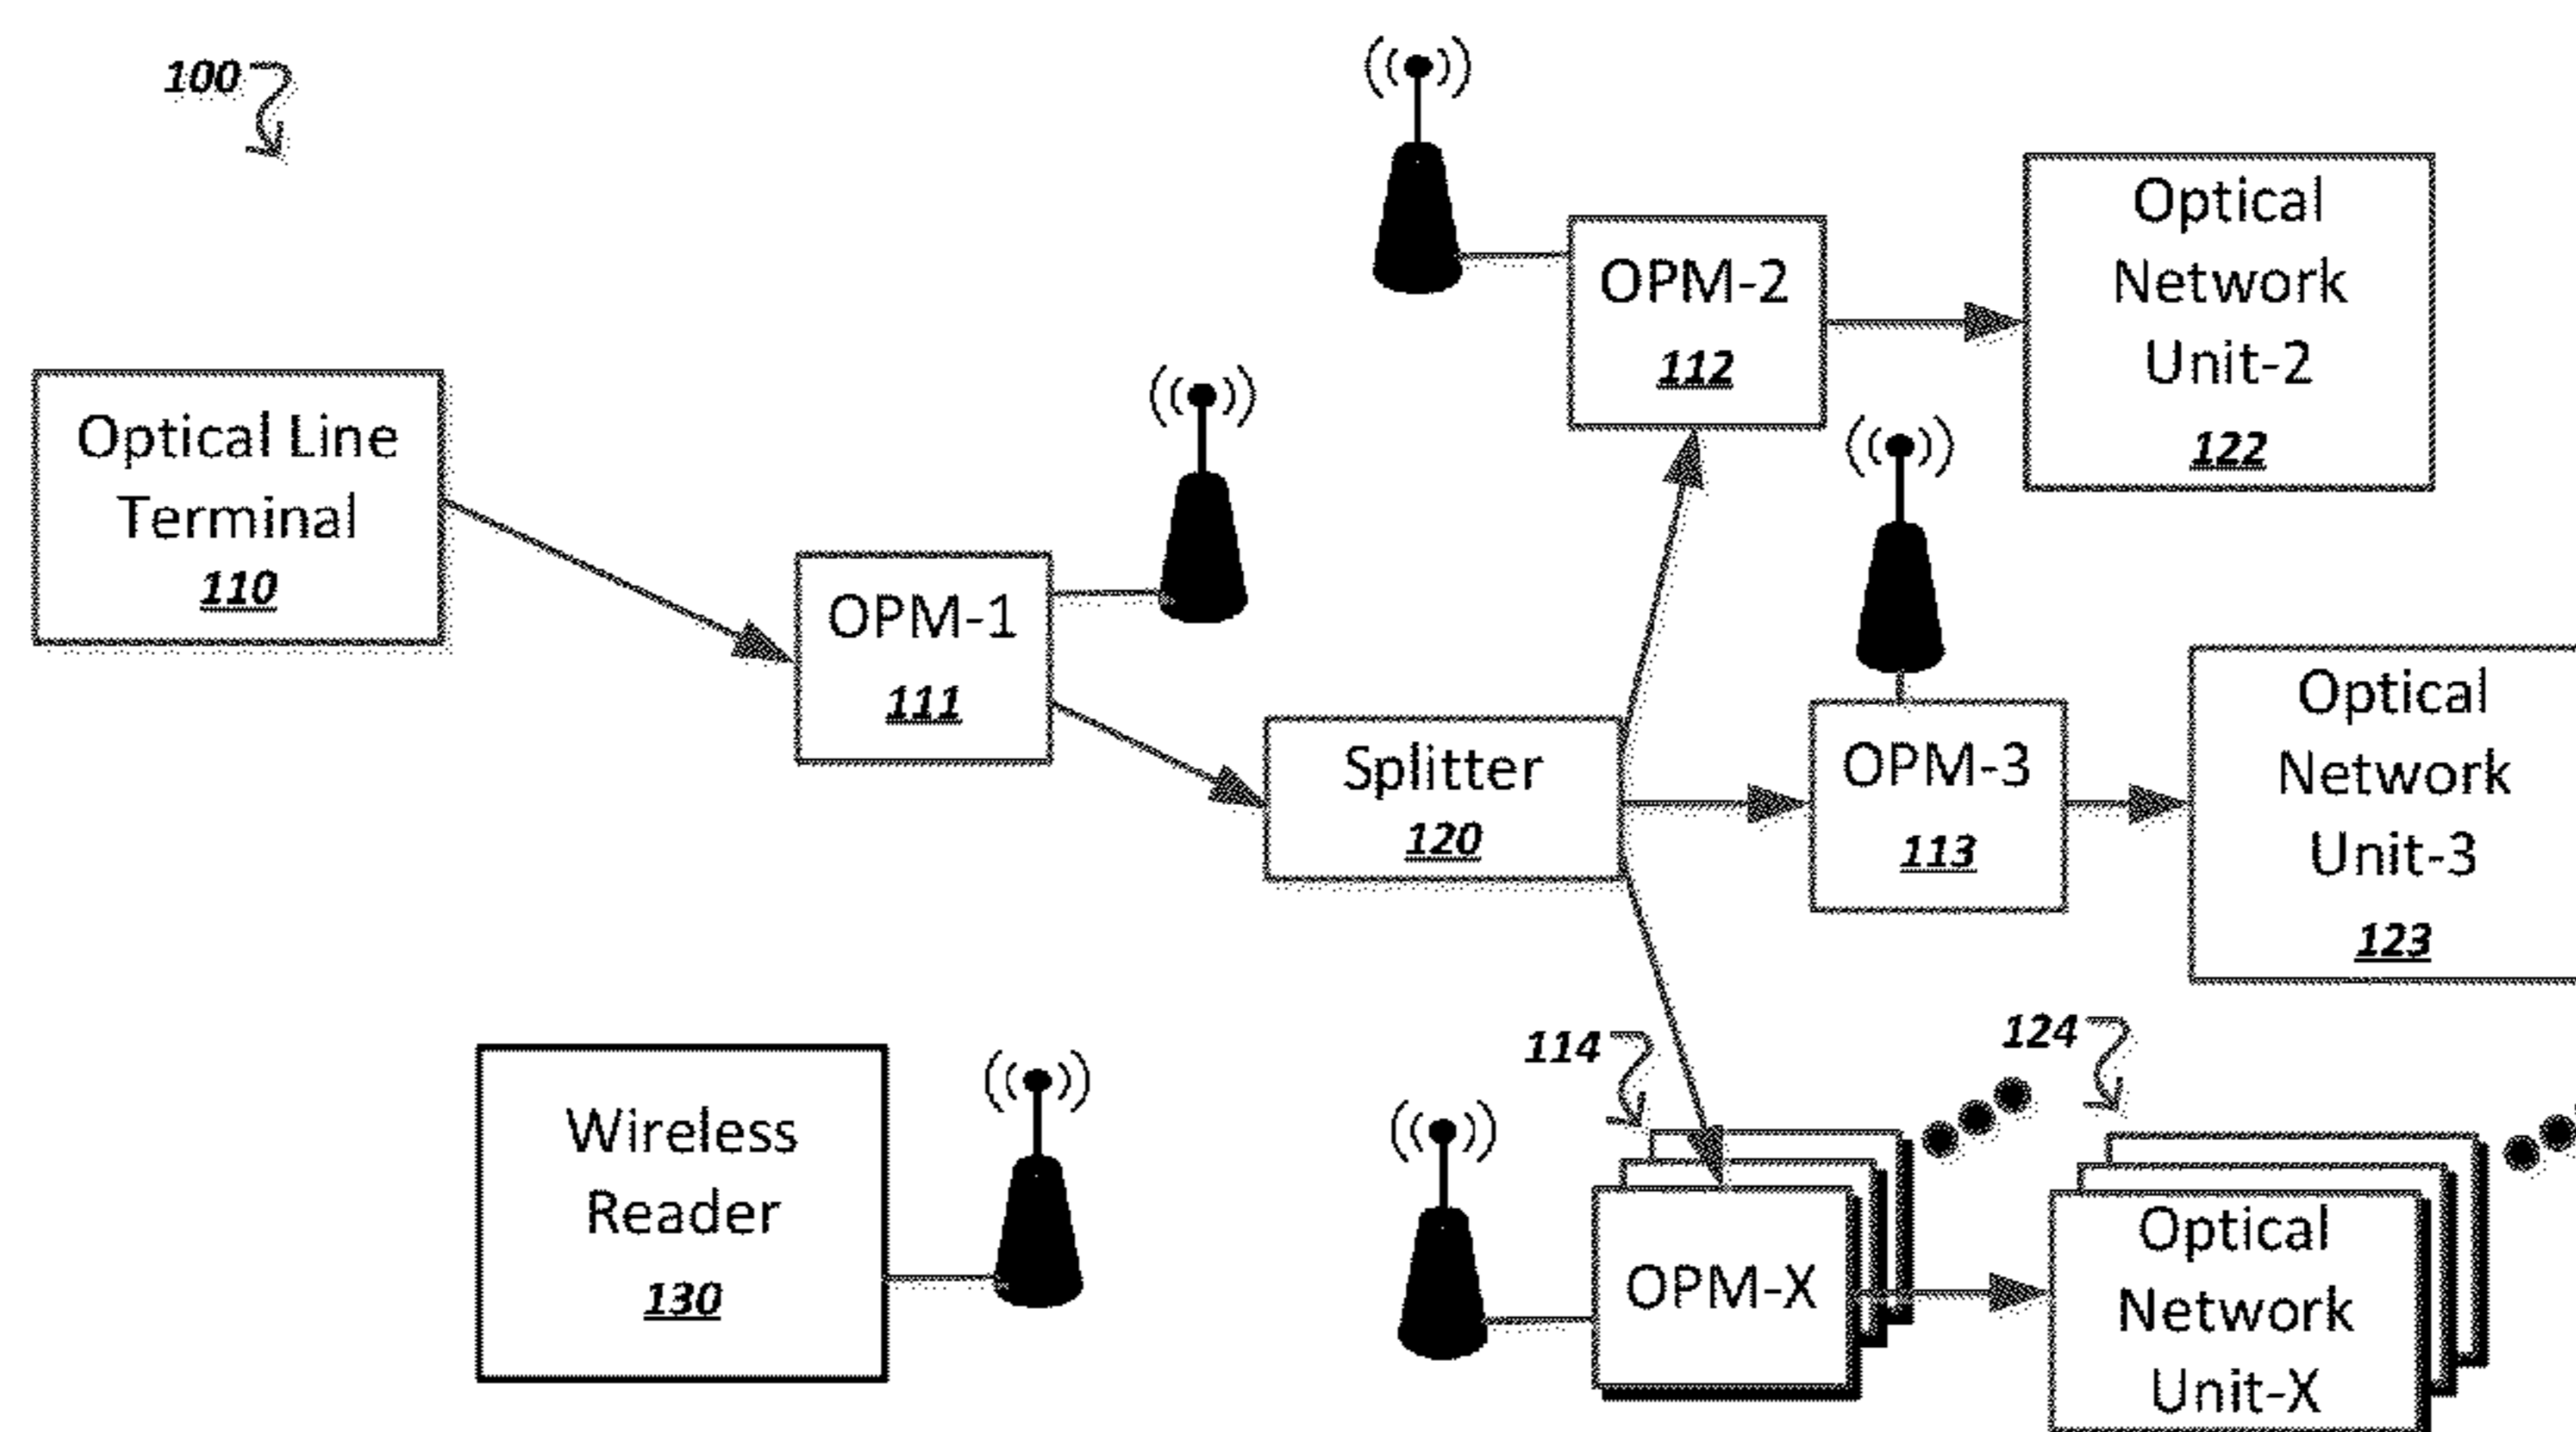 100
Optical Line
Terminal
110
OPM-1
111
Splitter
120
OPM-2
112
Optical
Network
Unit-2
122
OPM-3
113
Optical
Network
Unit-3
123
Wireless
Reader
130
114
OPM-X
124
Optical
Network
Unit-X